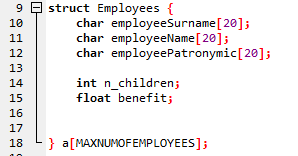 9 struct Employees {
10 char employeeSurname[20];
11 char employeeName[20];
12 char employeePatronymic[20];
13
14 int n_children;
15 float benefit;
16
17
18 } a[MAXNUMOFEMPLOYEES];